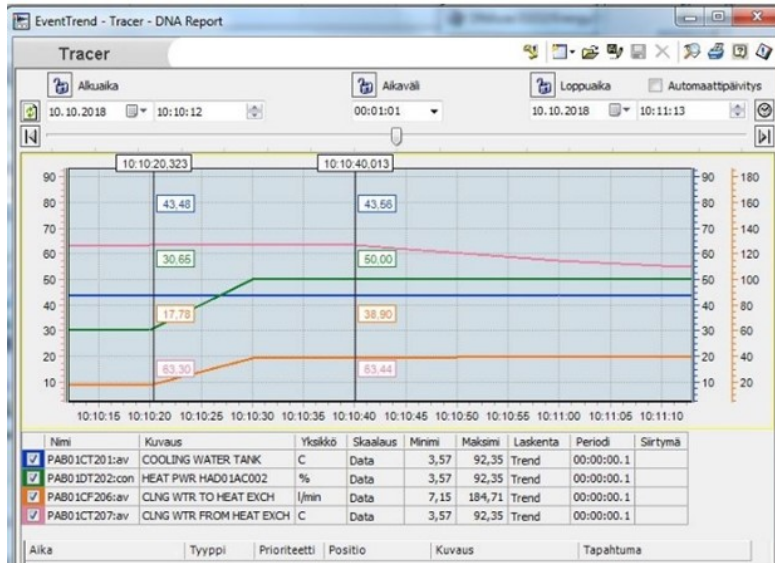 EventTrend - Tracer - DNA Report
Tracer
Alkuaika Aikaväli Loppuaika Automaattipäivitys
10.10.2018 10:10:12 00:01:01 10.10.2018 10:11:13
10:10:20,323 10:10:40,013
90 90 180
80 43,48 43,56 80 160
70 70 140
60 30,65 50,00 60 120
50 50 100
40 40 80
30 17,78 38,90 30 60
20 63,30 63,44 20 40
10 10 20
10:10:15 10:10:20 10:10:25 10:10:30 10:10:35 10:10:40 10:10:45 10:10:50 10:10:55 10:11:00 10:11:05 10:11:10
Nimi Kuvaus Yksikkö Skaalaus Minimi Maksimi Laskenta Periodi Siirtymä
PAB01CT201:av COOLING WATER TANK C Data 3,57 92,35 Trend 00:00:00.1
PAB01DT202:con HEAT PWR HAD01AC002 % Data Trend 00:00:00.1
PAB01CF206:av CLNG WTR TO HEAT EXCH l/min Data 7,15 184,71 Trend 00:00:00.1
PAB01CT207:av CLNG WTR FROM HEAT EXCH C Data 3,57 92,35 Trend 00:00:00.1
Aika Tyyppi Prioriteetti Positio Kuvaus Tapahtuma